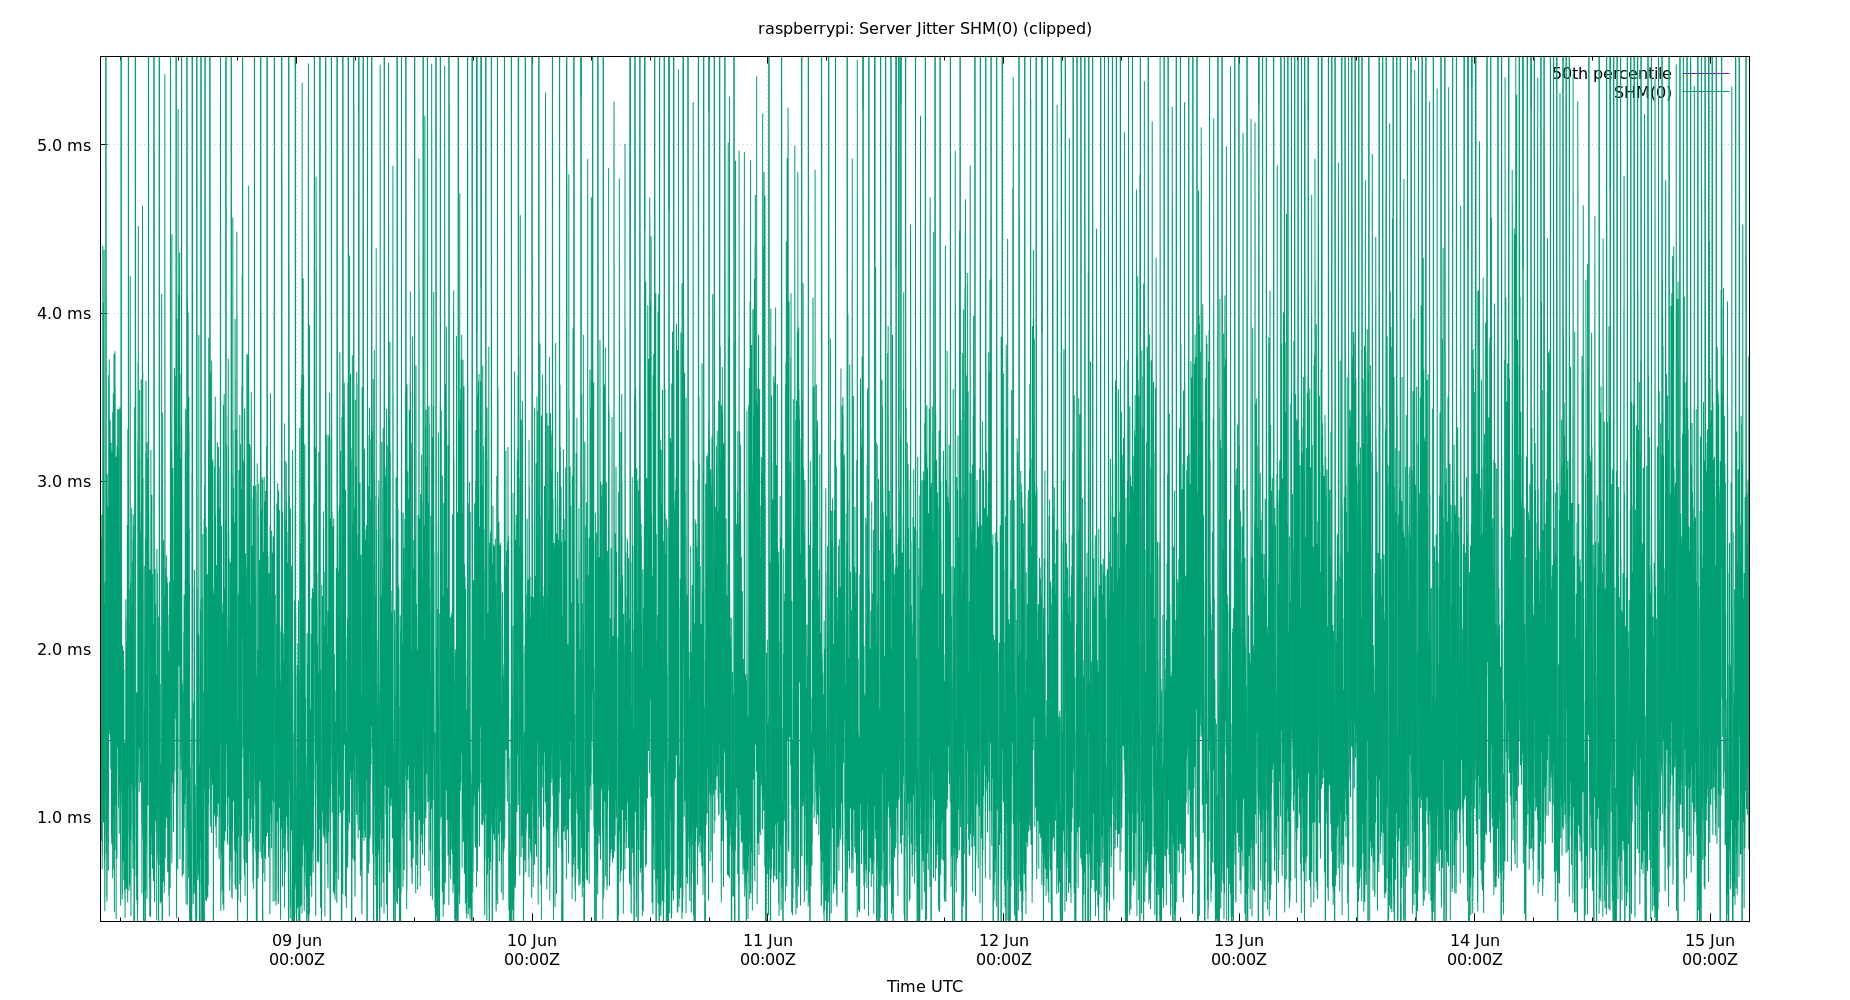 raspberrypi: Server Jitter SHM(0) (clipped)
50th percentile
SHM(0)
5.0 ms
4.0 ms
3.0 ms
2.0 ms
1.0 ms
09 Jun 10 Jun 11 Jun 12 Jun 13 Jun 14 Jun 15 Jun
00:00Z 00:00Z 00:00Z 00:00Z 00:00Z 00:00Z 00:00Z
Time UTC